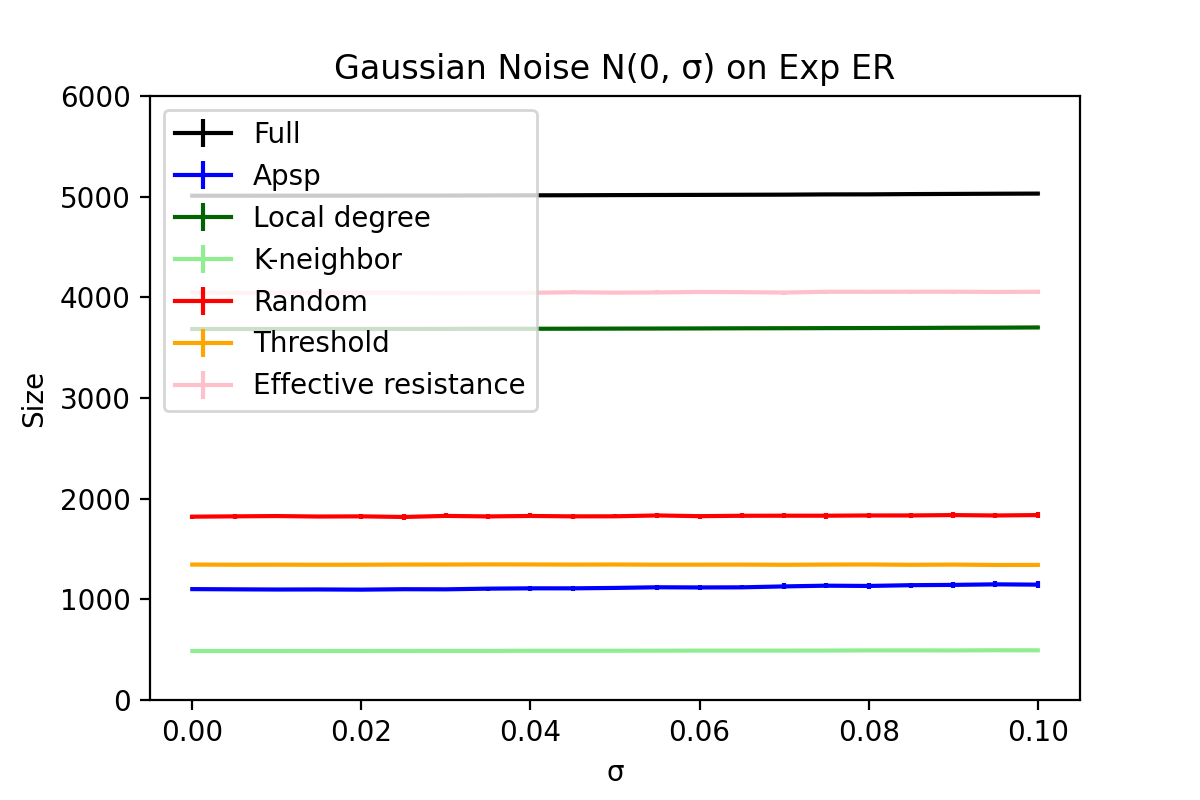 Gaussian Noise N(0, σ) on Exp ER
6000
5000
4000
3000
2000
1000
0
Size
Full
Apsp
Local degree
K-neighbor
Random
Threshold
Effective resistance
0.00 0.02 0.04 0.06 0.08 0.10
σ